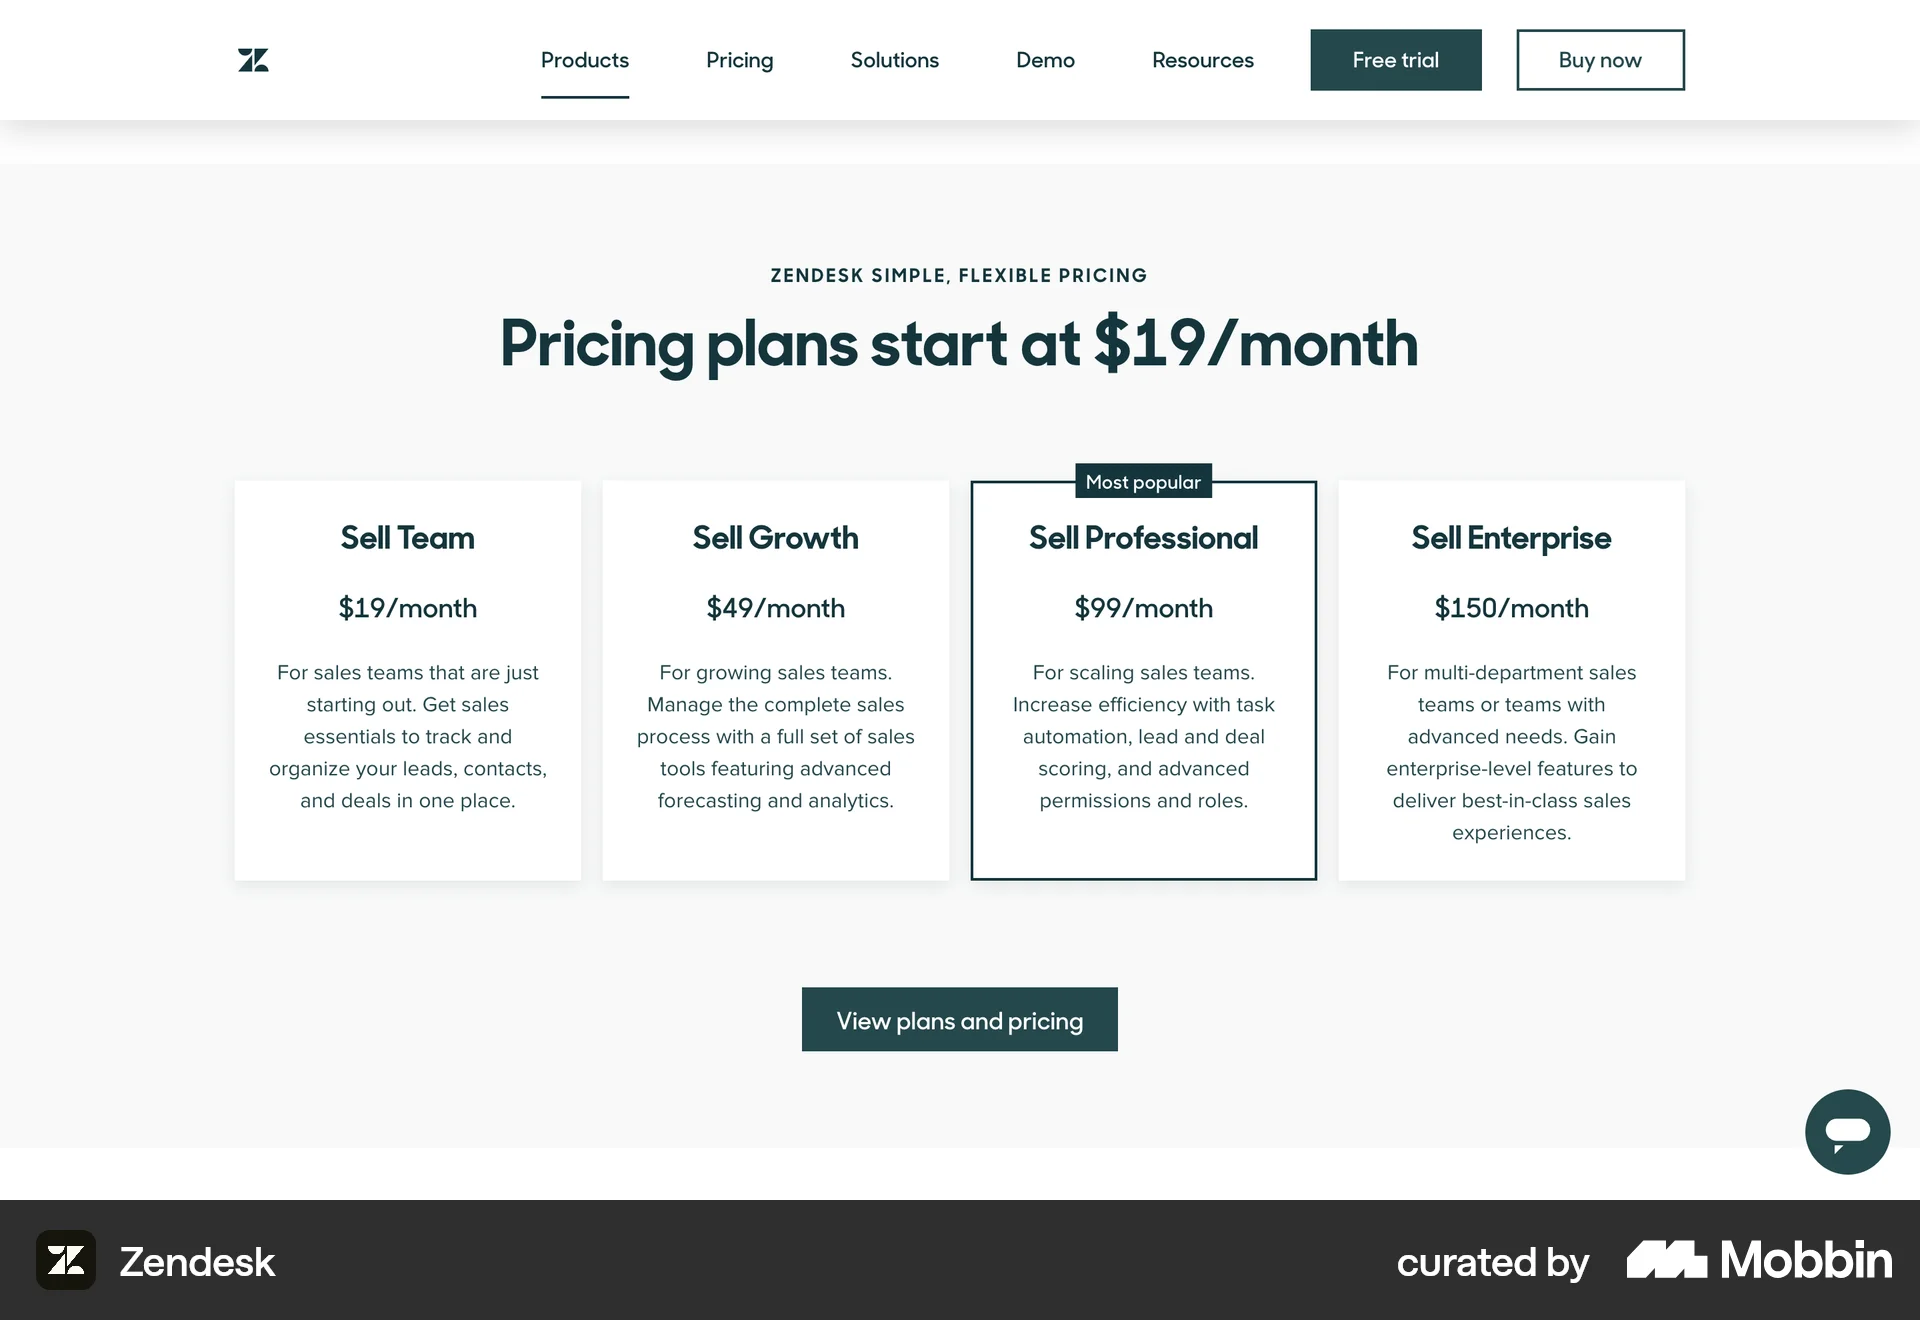 Products
Pricing
Solutions
Demo
Resources
Free trial
Buy now
ZENDESK SIMPLE, FLEXIBLE PRICING
Pricing plans start at $19/month
Sell Team
$19/month
For sales teams that are just
starting out. Get sales
essentials to track and
organize your leads, contacts,
and deals in one place.
Sell Growth
$49/month
For growing sales teams.
Manage the complete sales
process with a full set of sales
tools featuring advanced
forecasting and analytics.
Most popular
Sell Professional
$99/month
For scaling sales teams.
Increase efficiency with task
automation, lead and deal
scoring, and advanced
permissions and roles.
Sell Enterprise
$150/month
For multi-department sales
teams or teams with
advanced needs. Gain
enterprise-level features to
deliver best-in-class sales
experiences.
View plans and pricing
Zendesk
curated by
Mobbin